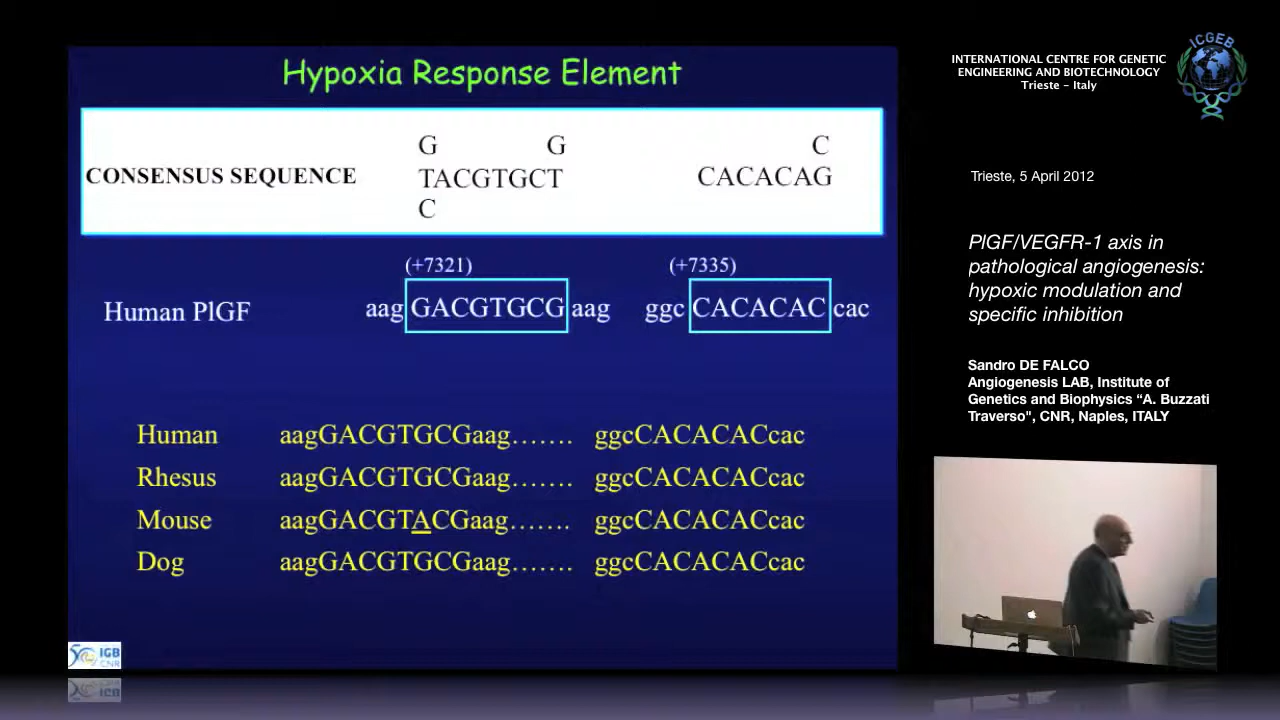 Hypoxia Response Element
G G C
CONSENSUS SEQUENCE TACGTGCT CACACAG
C
(+7321) (+7335)
Human PlGF aag GACGTGCG aag ggc CACACAC cac
Human aagGACGTGCGaag……. ggcCACACACcac
Rhesus aagGACGTGCGaag……. ggcCACACACcac
Mouse aagGACGTACGaag……. ggcCACACACcac
Dog aagGACGTGCGaag……. ggcCACACACcac
IGB
CNR
INTERNATIONAL CENTRE FOR GENETIC
ENGINEERING AND BIOTECHNOLOGY
Trieste – Italy
ICGEB
Trieste, 5 April 2012
PlGF/VEGFR-1 axis in
pathological angiogenesis:
hypoxic modulation and
specific inhibition
Sandro DE FALCO
Angiogenesis LAB, Institute of
Genetics and Biophysics “A. Buzzati
Traverso", CNR, Naples, ITALY